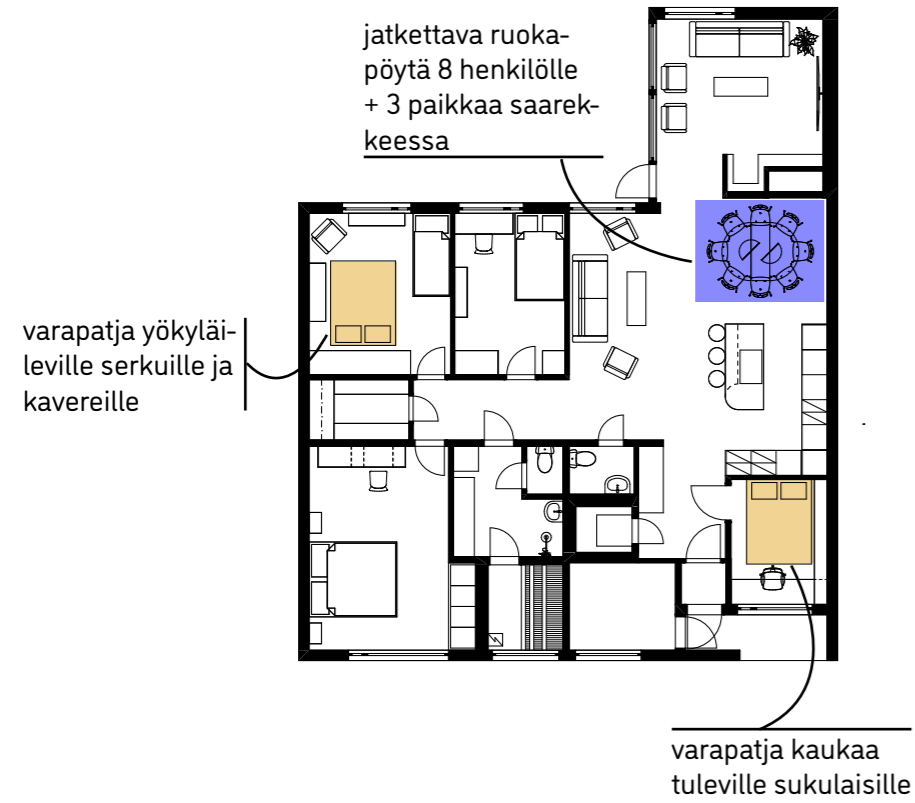 jatkettava ruoka-
pöytä 8 henkilölle
+ 3 paikkaa saarek-
keessa
varapatja yökyläi-
leville serkuille ja
kavereille
varapatja kaukaa
tuleville sukulaisille